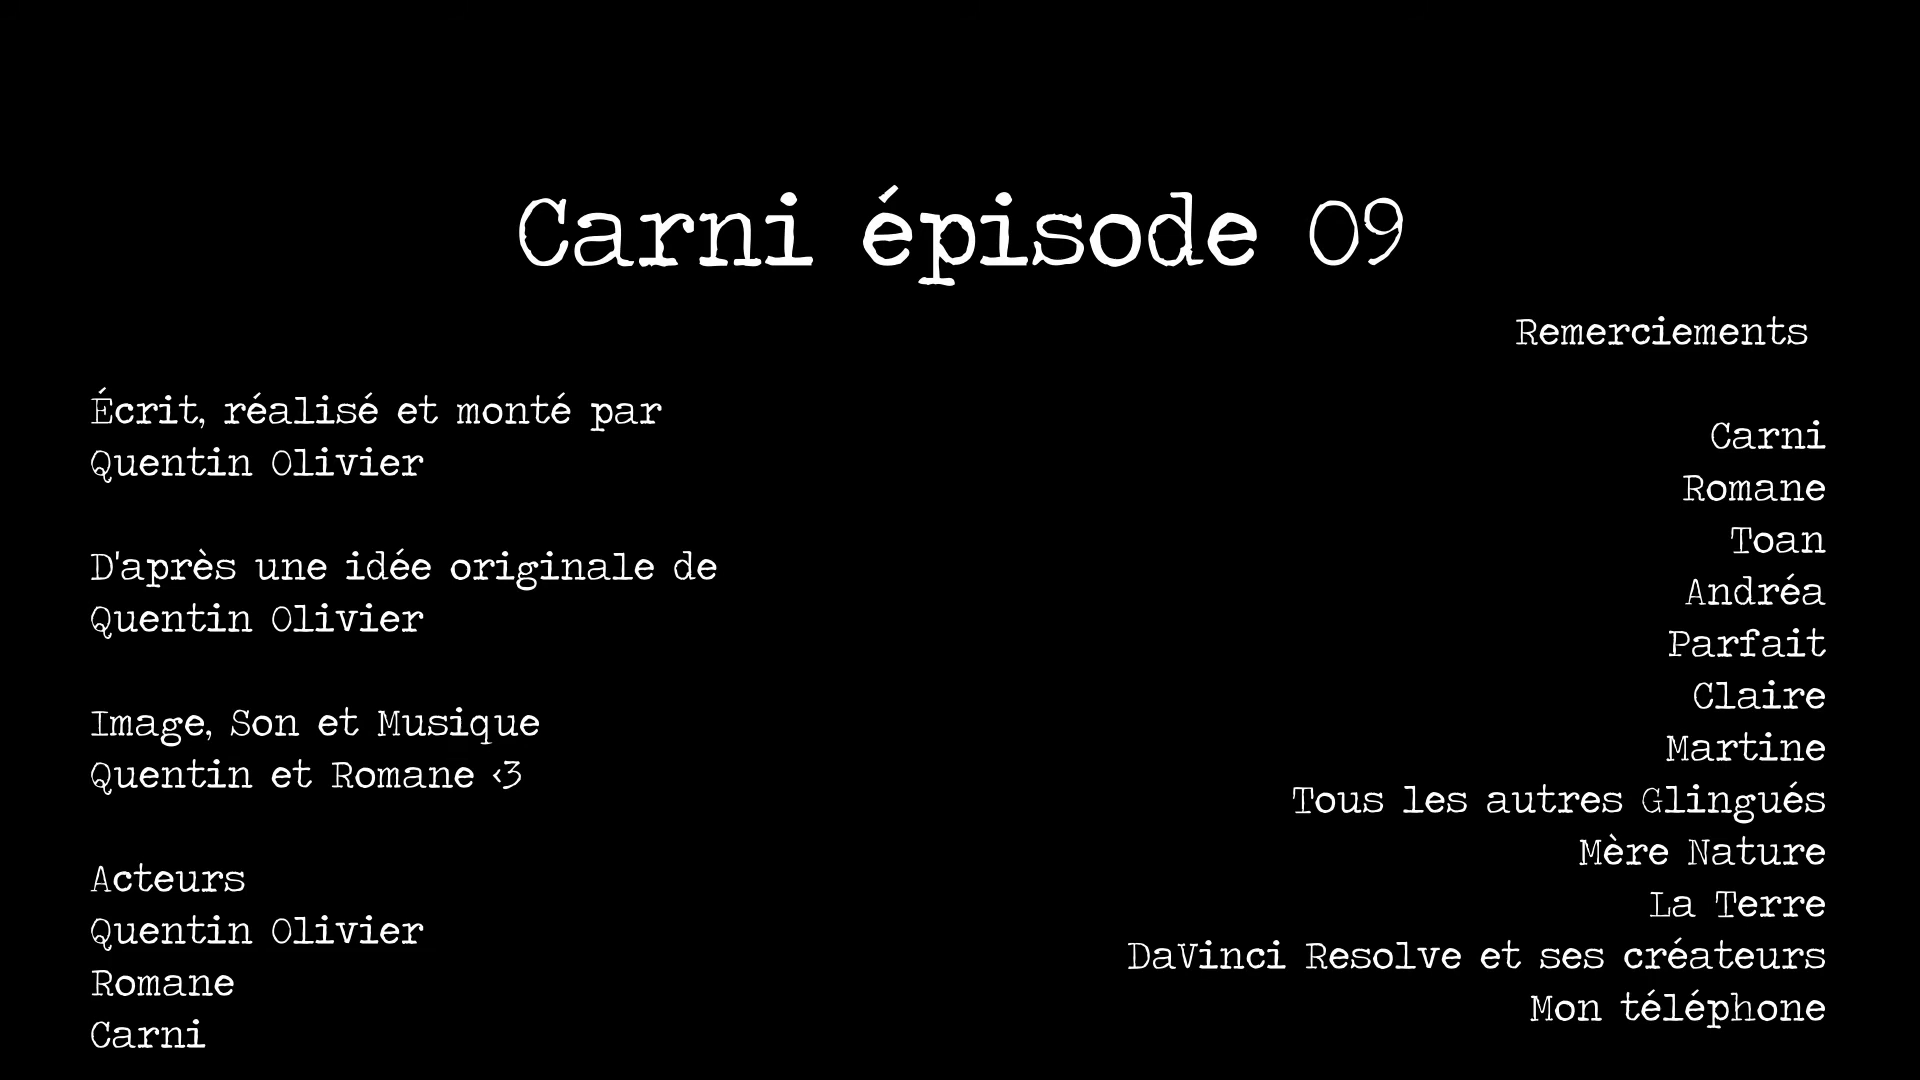 Carni épisode 09
Écrit, réalisé et monté par
Quentin Olivier
D'après une idée originale de
Quentin Olivier
Image, Son et Musique
Quentin et Romane <3
Acteurs
Quentin Olivier
Romane
Carni
Remerciements
Carni
Romane
Toan
Andréa
Parfait
Claire
Martine
Tous les autres Glingués
Mère Nature
La Terre
DaVinci Resolve et ses créateurs
Mon téléphone